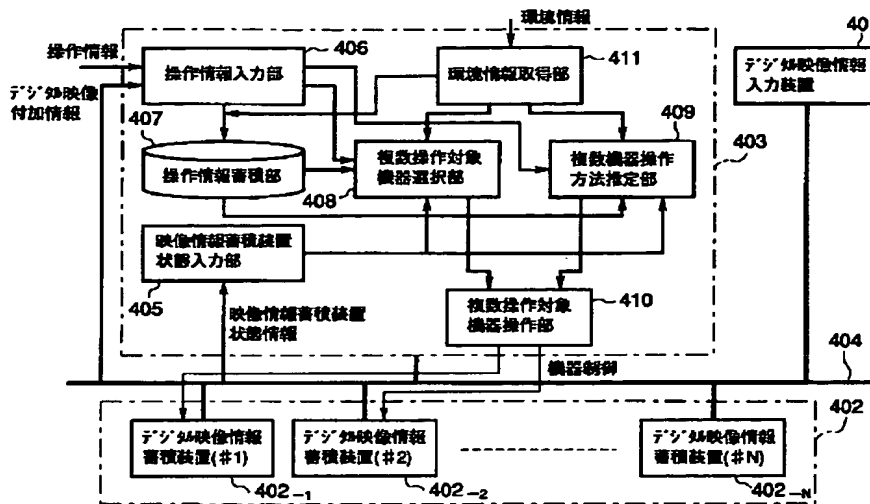 環境情報
操作情報
デジタル映像
付加情報
406
操作情報入力部
環境情報取得部
411
40
デジタル映像情報
入力装置
407
操作情報蓄積部
複数操作対象
機器選択部
408
409
複数機器操作
方法推定部
403
映像情報蓄積装置
状態入力部
405
映像情報蓄積装置
状態情報
複数操作対象
機器操作部
410
機器制御
404
デジタル映像情報
蓄積装置(#1)
402-1
デジタル映像情報
蓄積装置(#2)
402-2
デジタル映像情報
蓄積装置(#N)
402-N
402